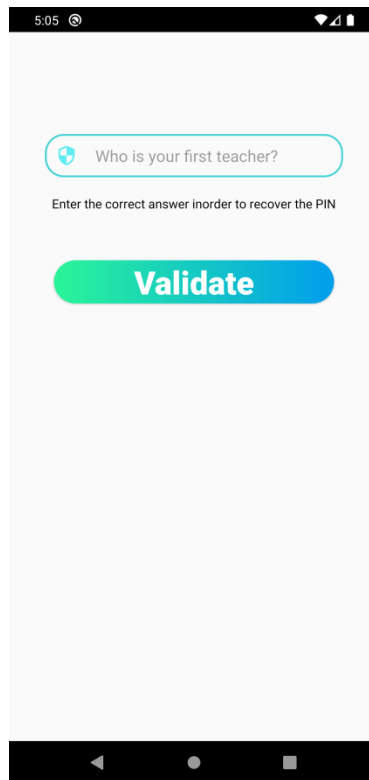 5:05
Who is your first teacher?
Enter the correct answer inorder to recover the PIN
Validate